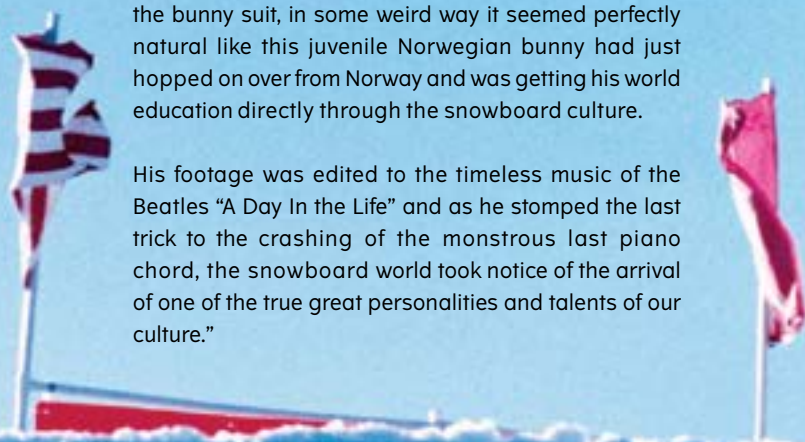 the bunny suit, in some weird way it seemed perfectly
natural like this juvenile Norwegian bunny had just
hopped on over from Norway and was getting his world
education directly through the snowboard culture.
His footage was edited to the timeless music of the
Beatles “A Day In the Life” and as he stomped the last
trick to the crashing of the monstrous last piano
chord, the snowboard world took notice of the arrival
of one of the true great personalities and talents of our
culture.”